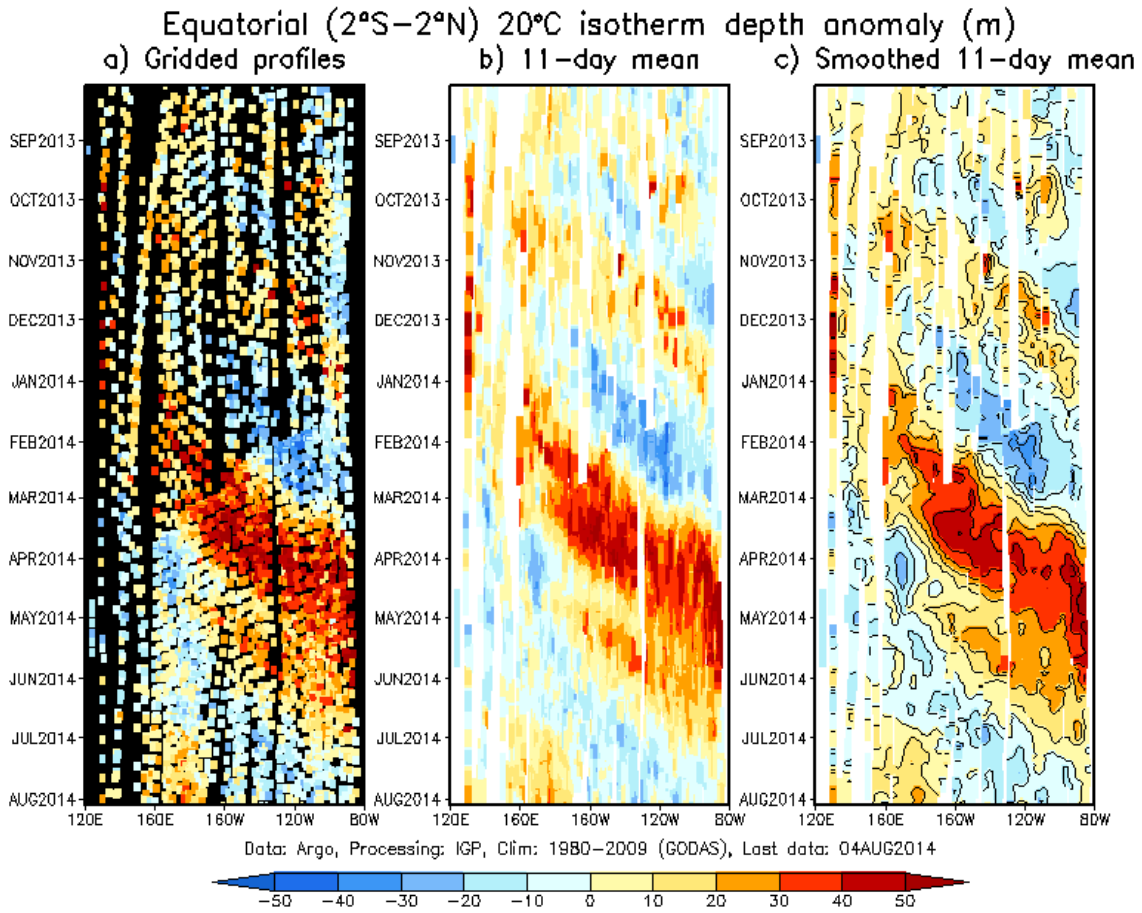 Equatorial (2°S−2°N) 20°C isotherm depth anomaly (m)
a) Gridded profiles
b) 11−day mean
c) Smoothed 11−day mean
SEP2013
OCT2013
NOV2013
DEC2013
JAN2014
FEB2014
MAR2014
APR2014
MAY2014
JUN2014
JUL2014
AUG2014
120E 160E 160W 120W 80W
SEP2013
OCT2013
NOV2013
DEC2013
JAN2014
FEB2014
MAR2014
APR2014
MAY2014
JUN2014
JUL2014
AUG2014
120E 160E 160W 120W 80W
SEP2013
OCT2013
NOV2013
DEC2013
JAN2014
FEB2014
MAR2014
APR2014
MAY2014
JUN2014
JUL2014
AUG2014
120E 160E 160W 120W 80W
Data: Argo, Processing: IGP, Clim: 1980−2009 (GODAS), Last data: 04AUG2014
−50 −40 −30 −20 −10 0 10 20 30 40 50